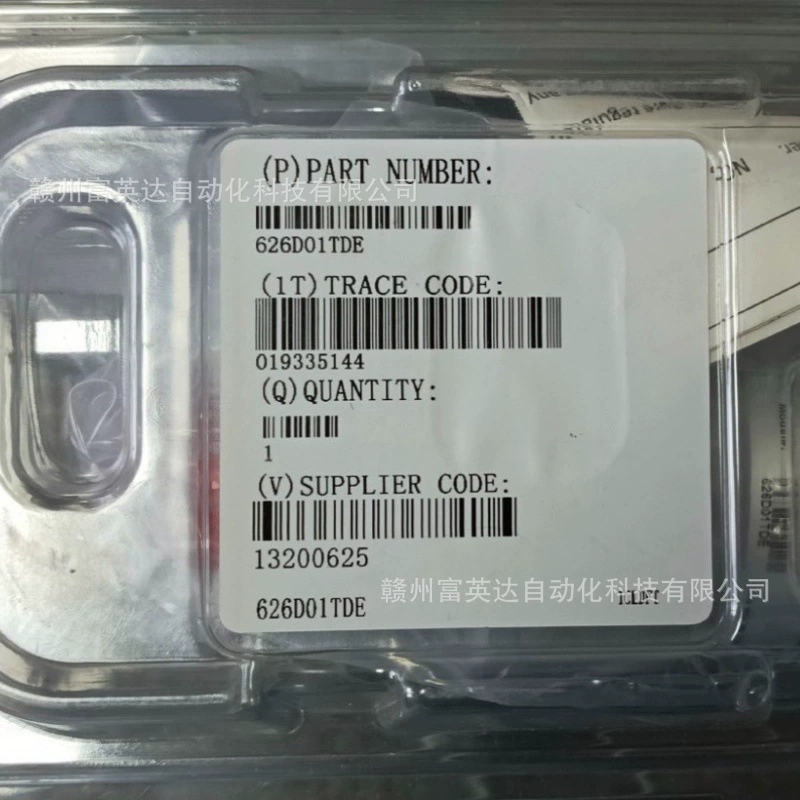 (P)PART NUMBER:
赣州富英达自动化科技有限公司
626D01TDE
(1T)TRACE CODE:
019335144
(Q)QUANTITY:
1
(V)SUPPLIER CODE:
13200625
赣州富英达自动化科技有限公司
626D01TDE
any
626D01TDE